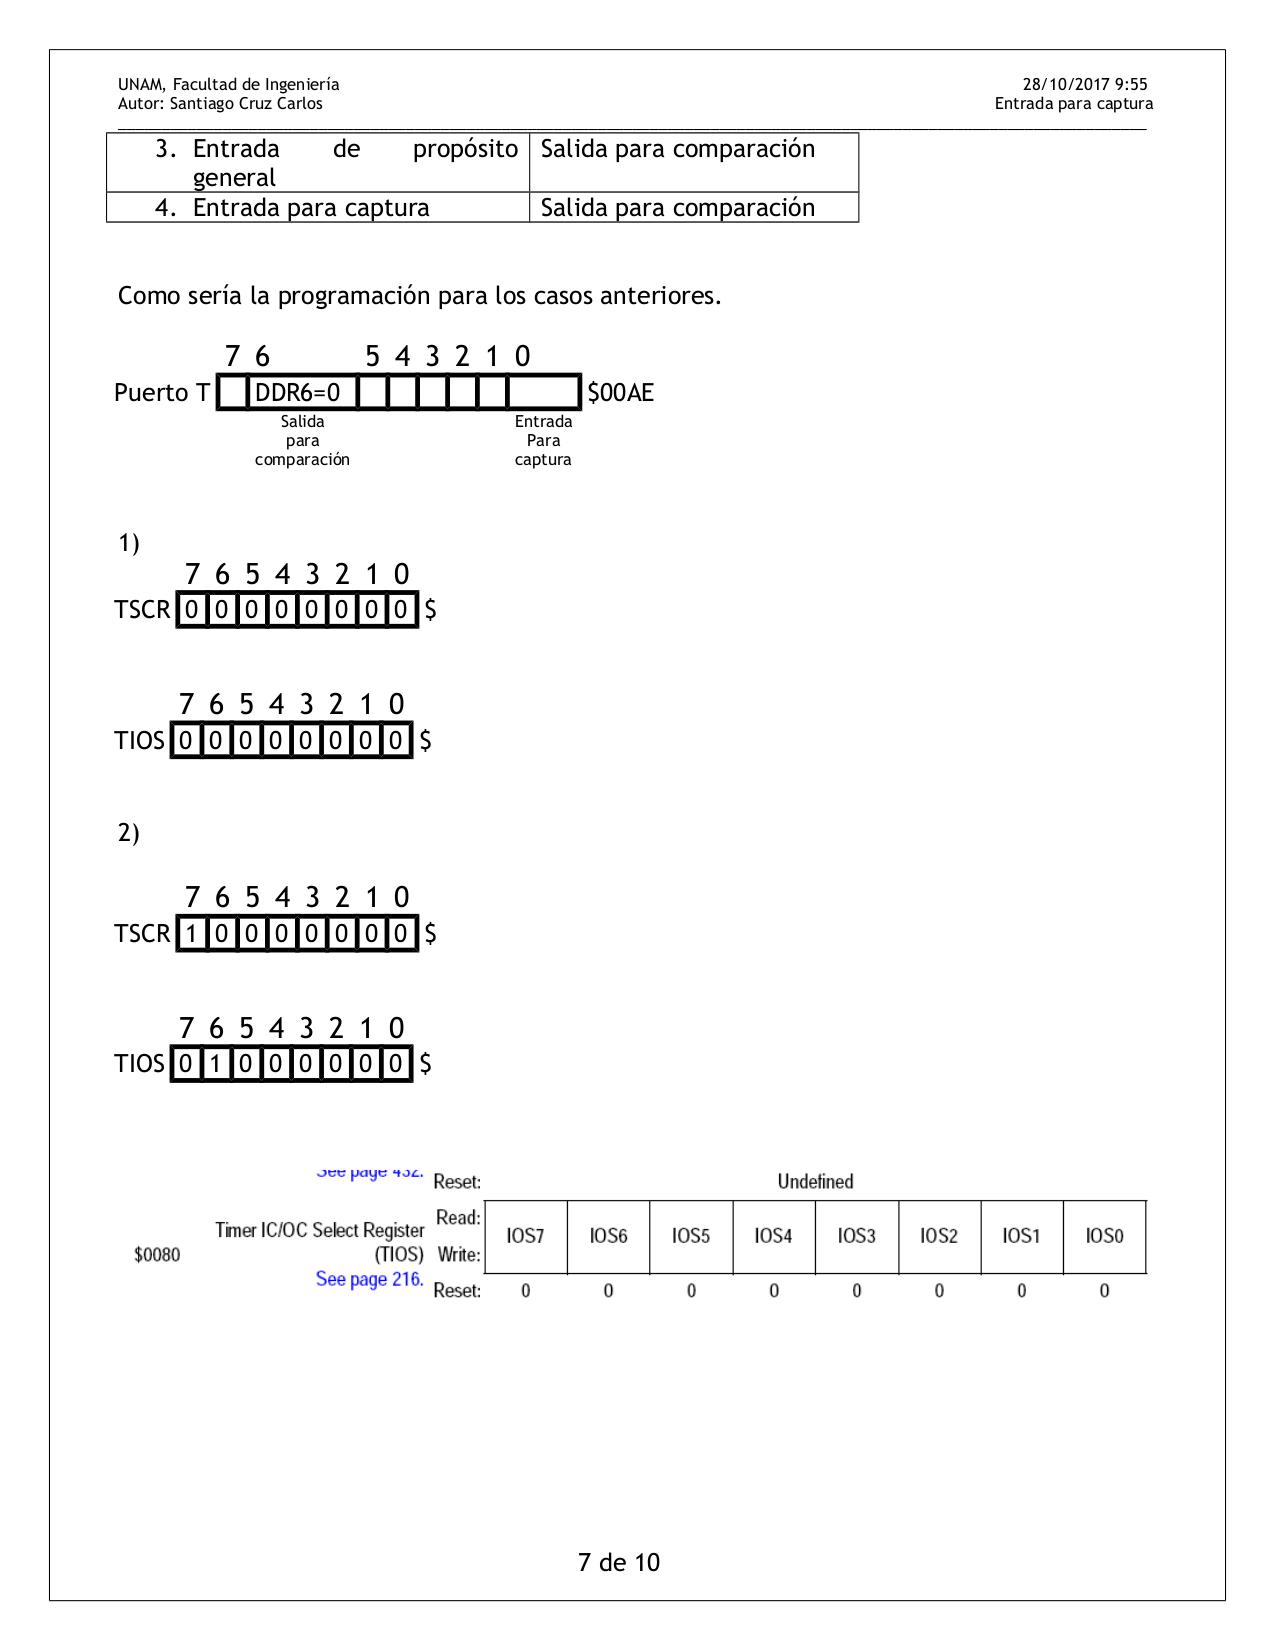 UNAM, Facultad de Ingeniería 28/10/2017 9:55
Autor: Santiago Cruz Carlos Entrada para captura
3. Entrada de propósito general Salida para comparación
4. Entrada para captura Salida para comparación
Como sería la programación para los casos anteriores.
7 6 5 4 3 2 1 0
Puerto T DDR6=0 $00AE
Salida para comparación
Entrada Para captura
1)
7 6 5 4 3 2 1 0
TSCR 0 0 0 0 0 0 0 0 $
7 6 5 4 3 2 1 0
TIOS 0 0 0 0 0 0 0 0 $
2)
7 6 5 4 3 2 1 0
TSCR 1 0 0 0 0 0 0 0 $
7 6 5 4 3 2 1 0
TIOS 0 1 0 0 0 0 0 0 $
See page 432. Reset: Undefined
$0080 Timer IC/OC Select Register (TIOS) Read: Write: IOS7 IOS6 IOS5 IOS4 IOS3 IOS2 IOS1 IOS0
See page 216. Reset: 0 0 0 0 0 0 0 0
7 de 10